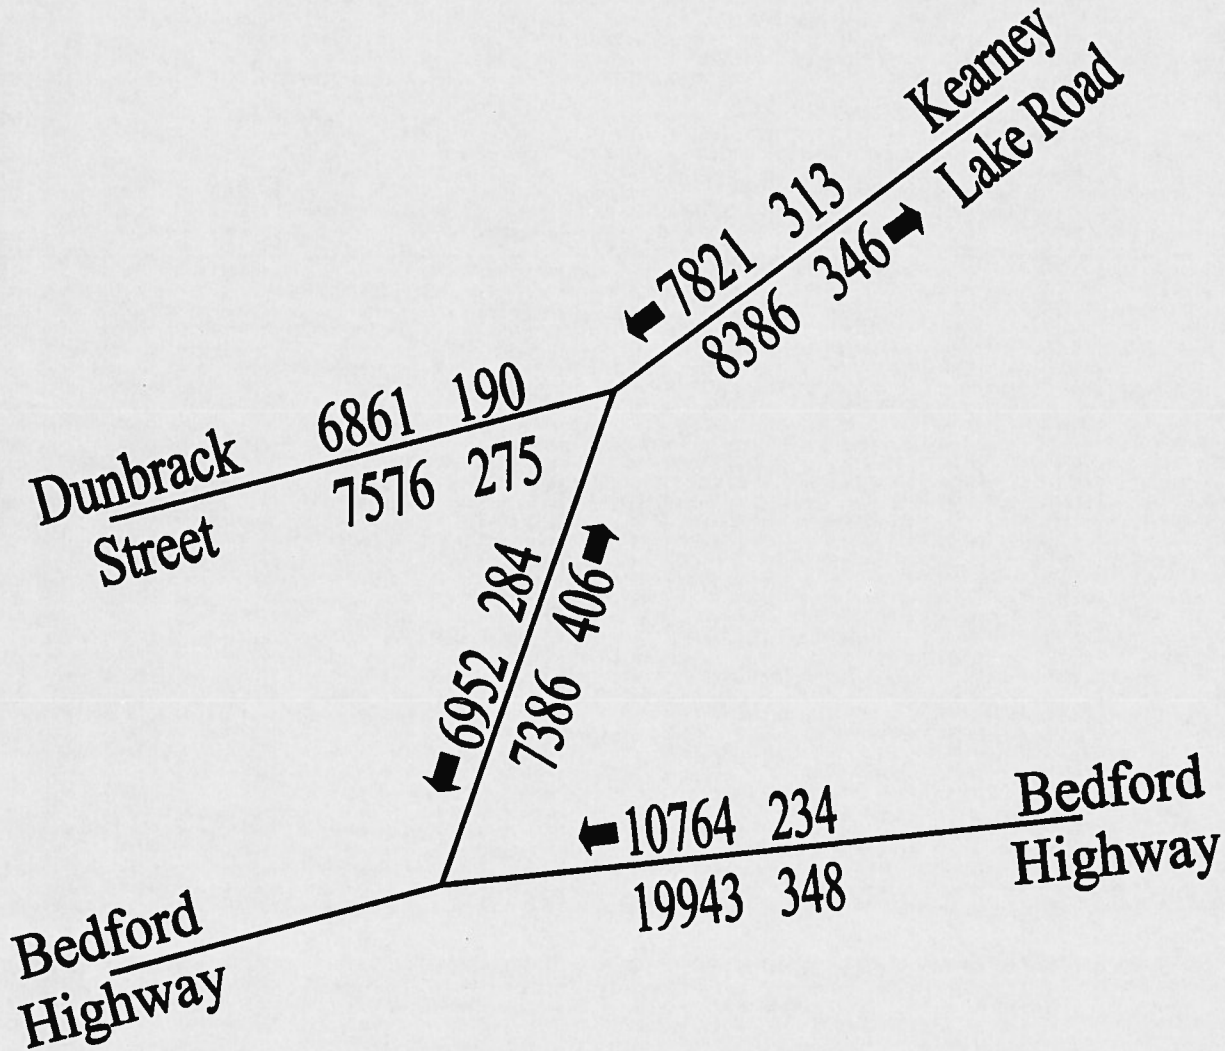 Kearney
Lake Road
7821 313
8386 346
6861 190
7576 275
Dunbrack
Street
6952 284
7386 406
10764 234
19943 348
Bedford
Highway
Bedford
Highway